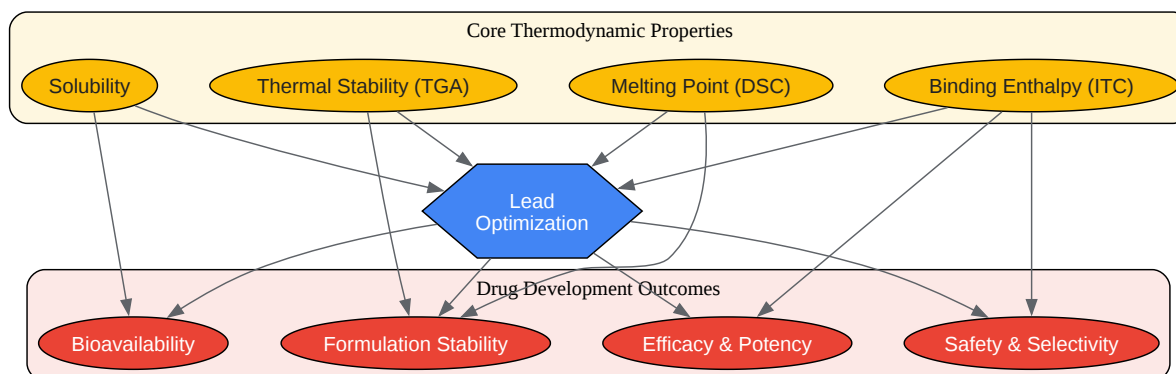 Core Thermodynamic Properties
Solubility
Thermal Stability (TGA)
Melting Point (DSC)
Binding Enthalpy (ITC)
Lead
Optimization
Drug Development Outcomes
Bioavailability
Formulation Stability
Efficacy & Potency
Safety & Selectivity